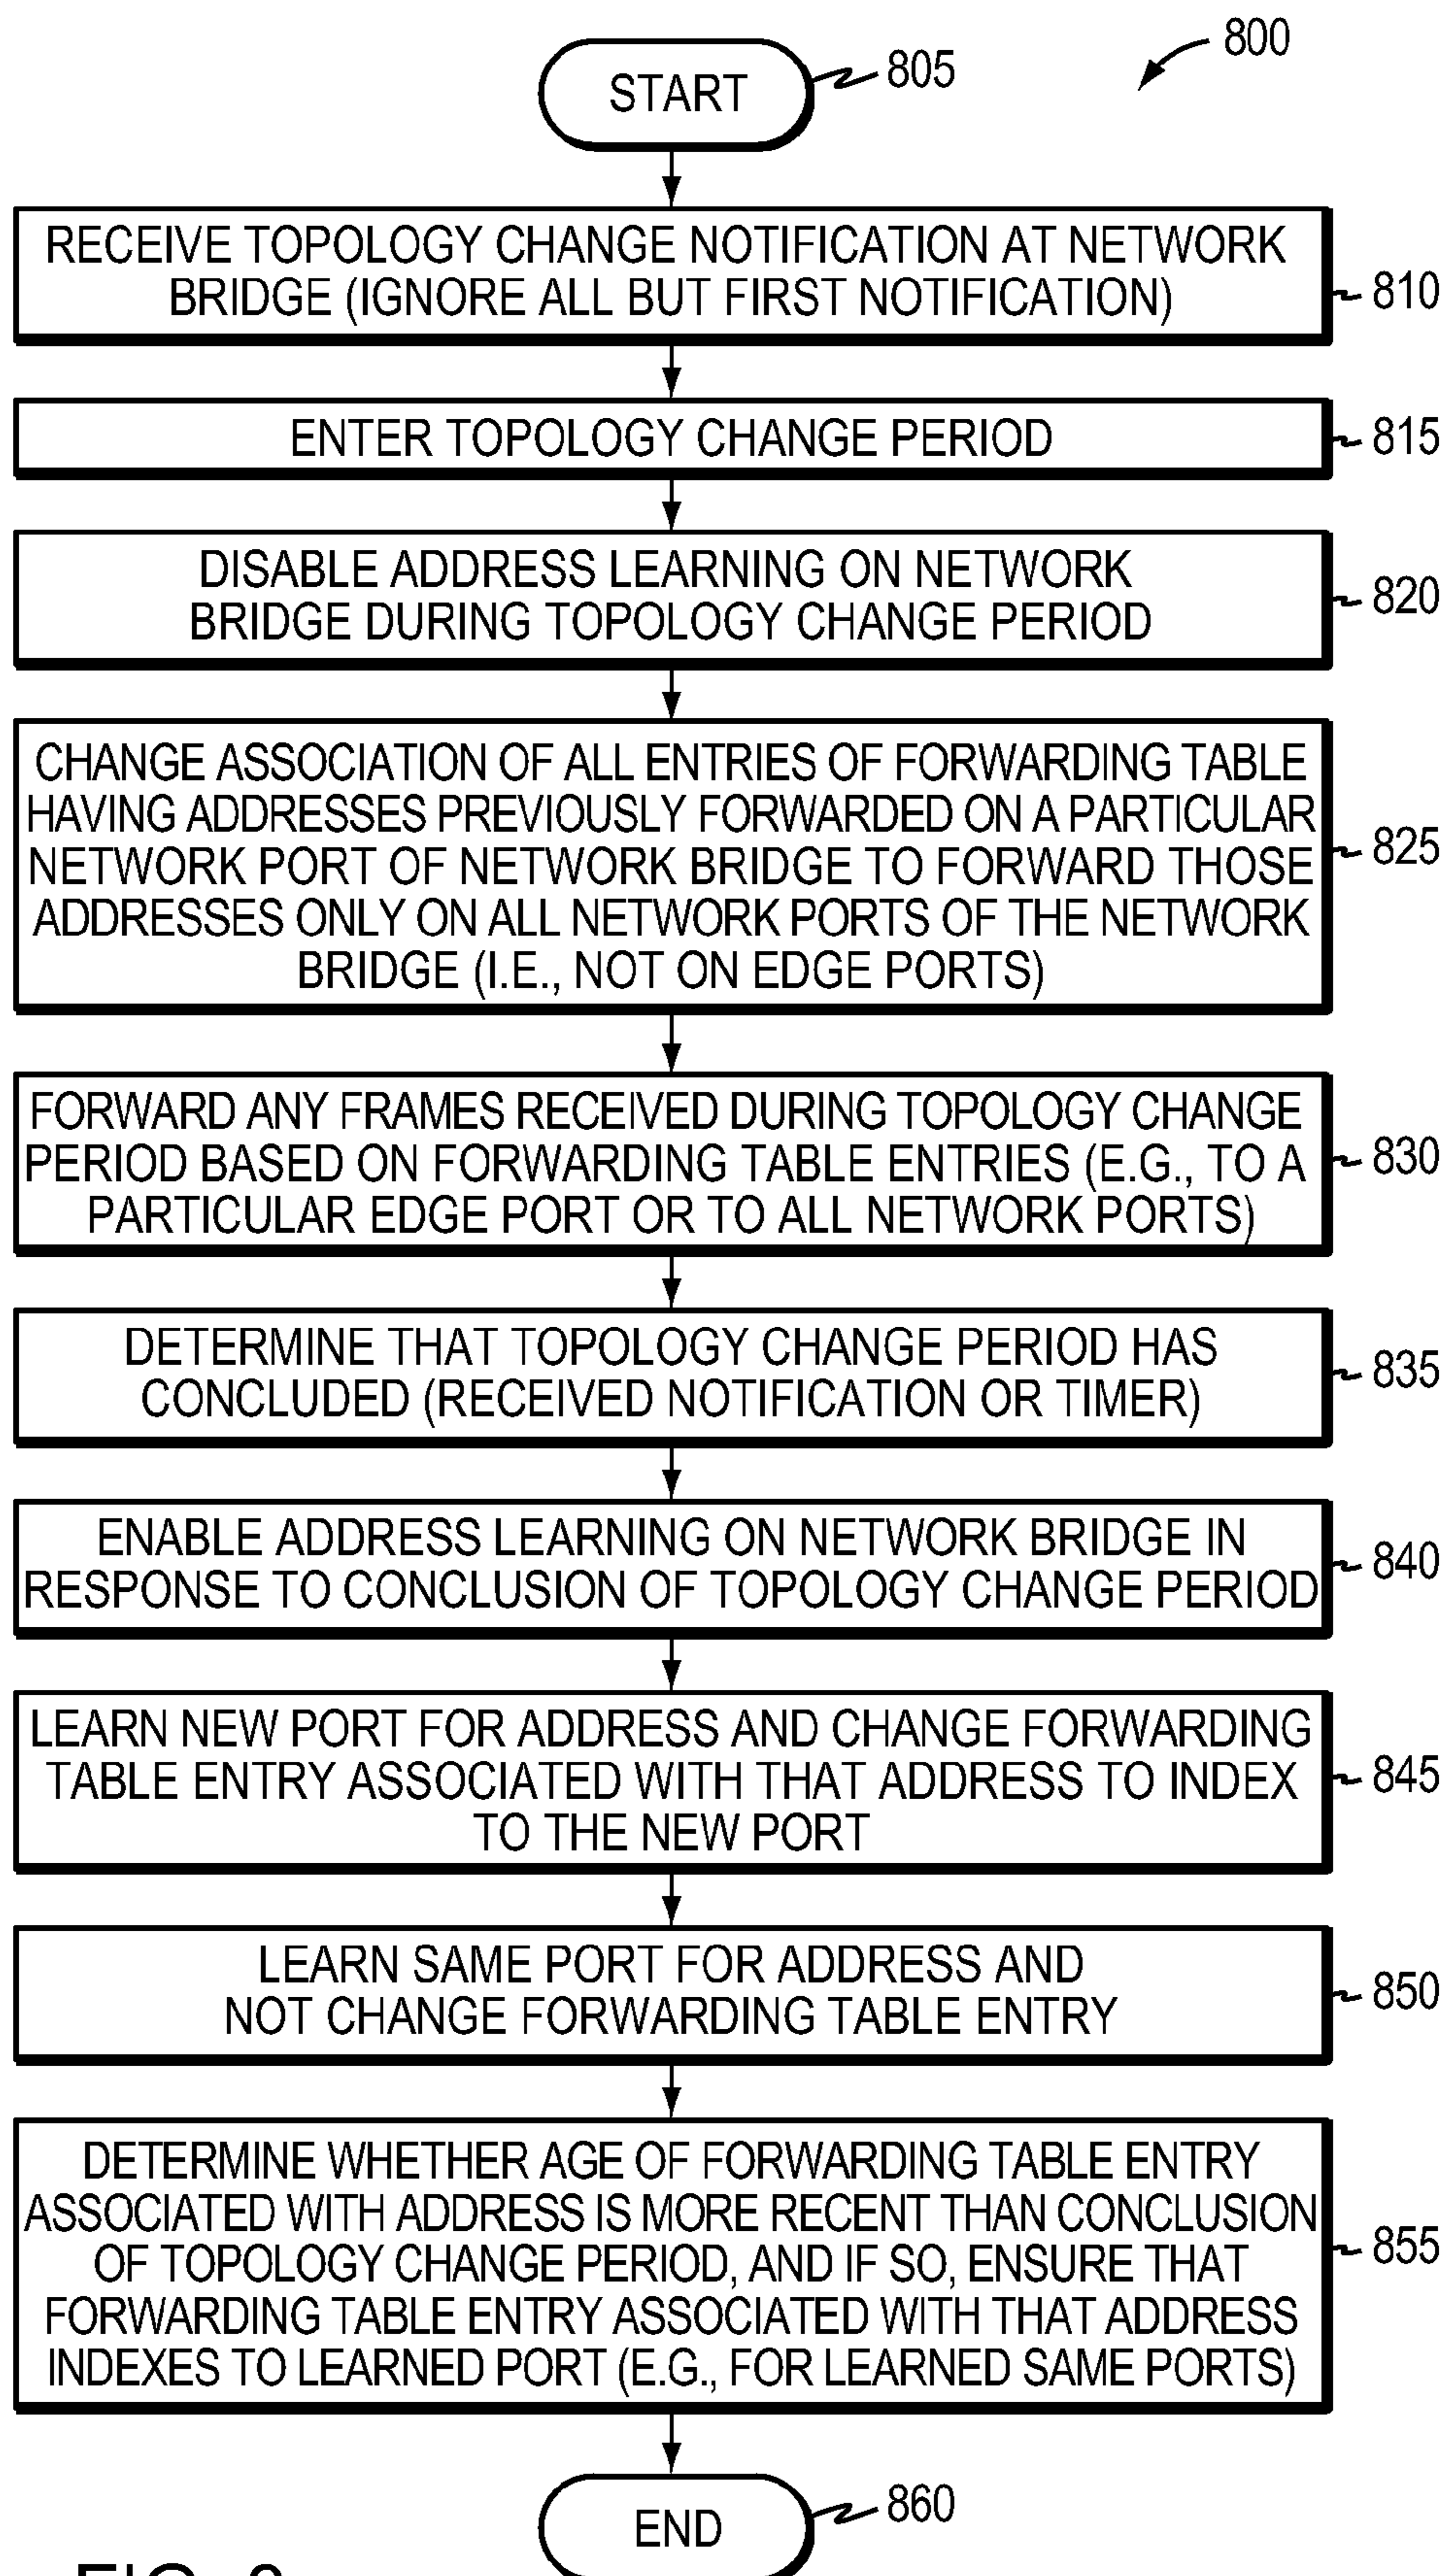 800
START
805
RECEIVE TOPOLOGY CHANGE NOTIFICATION AT NETWORK
BRIDGE (IGNORE ALL BUT FIRST NOTIFICATION)
810
ENTER TOPOLOGY CHANGE PERIOD
815
DISABLE ADDRESS LEARNING ON NETWORK
BRIDGE DURING TOPOLOGY CHANGE PERIOD
820
CHANGE ASSOCIATION OF ALL ENTRIES OF FORWARDING TABLE
HAVING ADDRESSES PREVIOUSLY FORWARDED ON A PARTICULAR
NETWORK PORT OF NETWORK BRIDGE TO FORWARD THOSE
ADDRESSES ONLY ON ALL NETWORK PORTS OF THE NETWORK
BRIDGE (I.E., NOT ON EDGE PORTS)
825
FORWARD ANY FRAMES RECEIVED DURING TOPOLOGY CHANGE
PERIOD BASED ON FORWARDING TABLE ENTRIES (E.G., TO A
PARTICULAR EDGE PORT OR TO ALL NETWORK PORTS)
830
DETERMINE THAT TOPOLOGY CHANGE PERIOD HAS
CONCLUDED (RECEIVED NOTIFICATION OR TIMER)
835
ENABLE ADDRESS LEARNING ON NETWORK BRIDGE IN
RESPONSE TO CONCLUSION OF TOPOLOGY CHANGE PERIOD
840
LEARN NEW PORT FOR ADDRESS AND CHANGE FORWARDING
TABLE ENTRY ASSOCIATED WITH THAT ADDRESS TO INDEX
TO THE NEW PORT
845
LEARN SAME PORT FOR ADDRESS AND
NOT CHANGE FORWARDING TABLE ENTRY
850
DETERMINE WHETHER AGE OF FORWARDING TABLE ENTRY
ASSOCIATED WITH ADDRESS IS MORE RECENT THAN CONCLUSION
OF TOPOLOGY CHANGE PERIOD, AND IF SO, ENSURE THAT
FORWARDING TABLE ENTRY ASSOCIATED WITH THAT ADDRESS
INDEXES TO LEARNED PORT (E.G., FOR LEARNED SAME PORTS)
855
END
860
FIG.